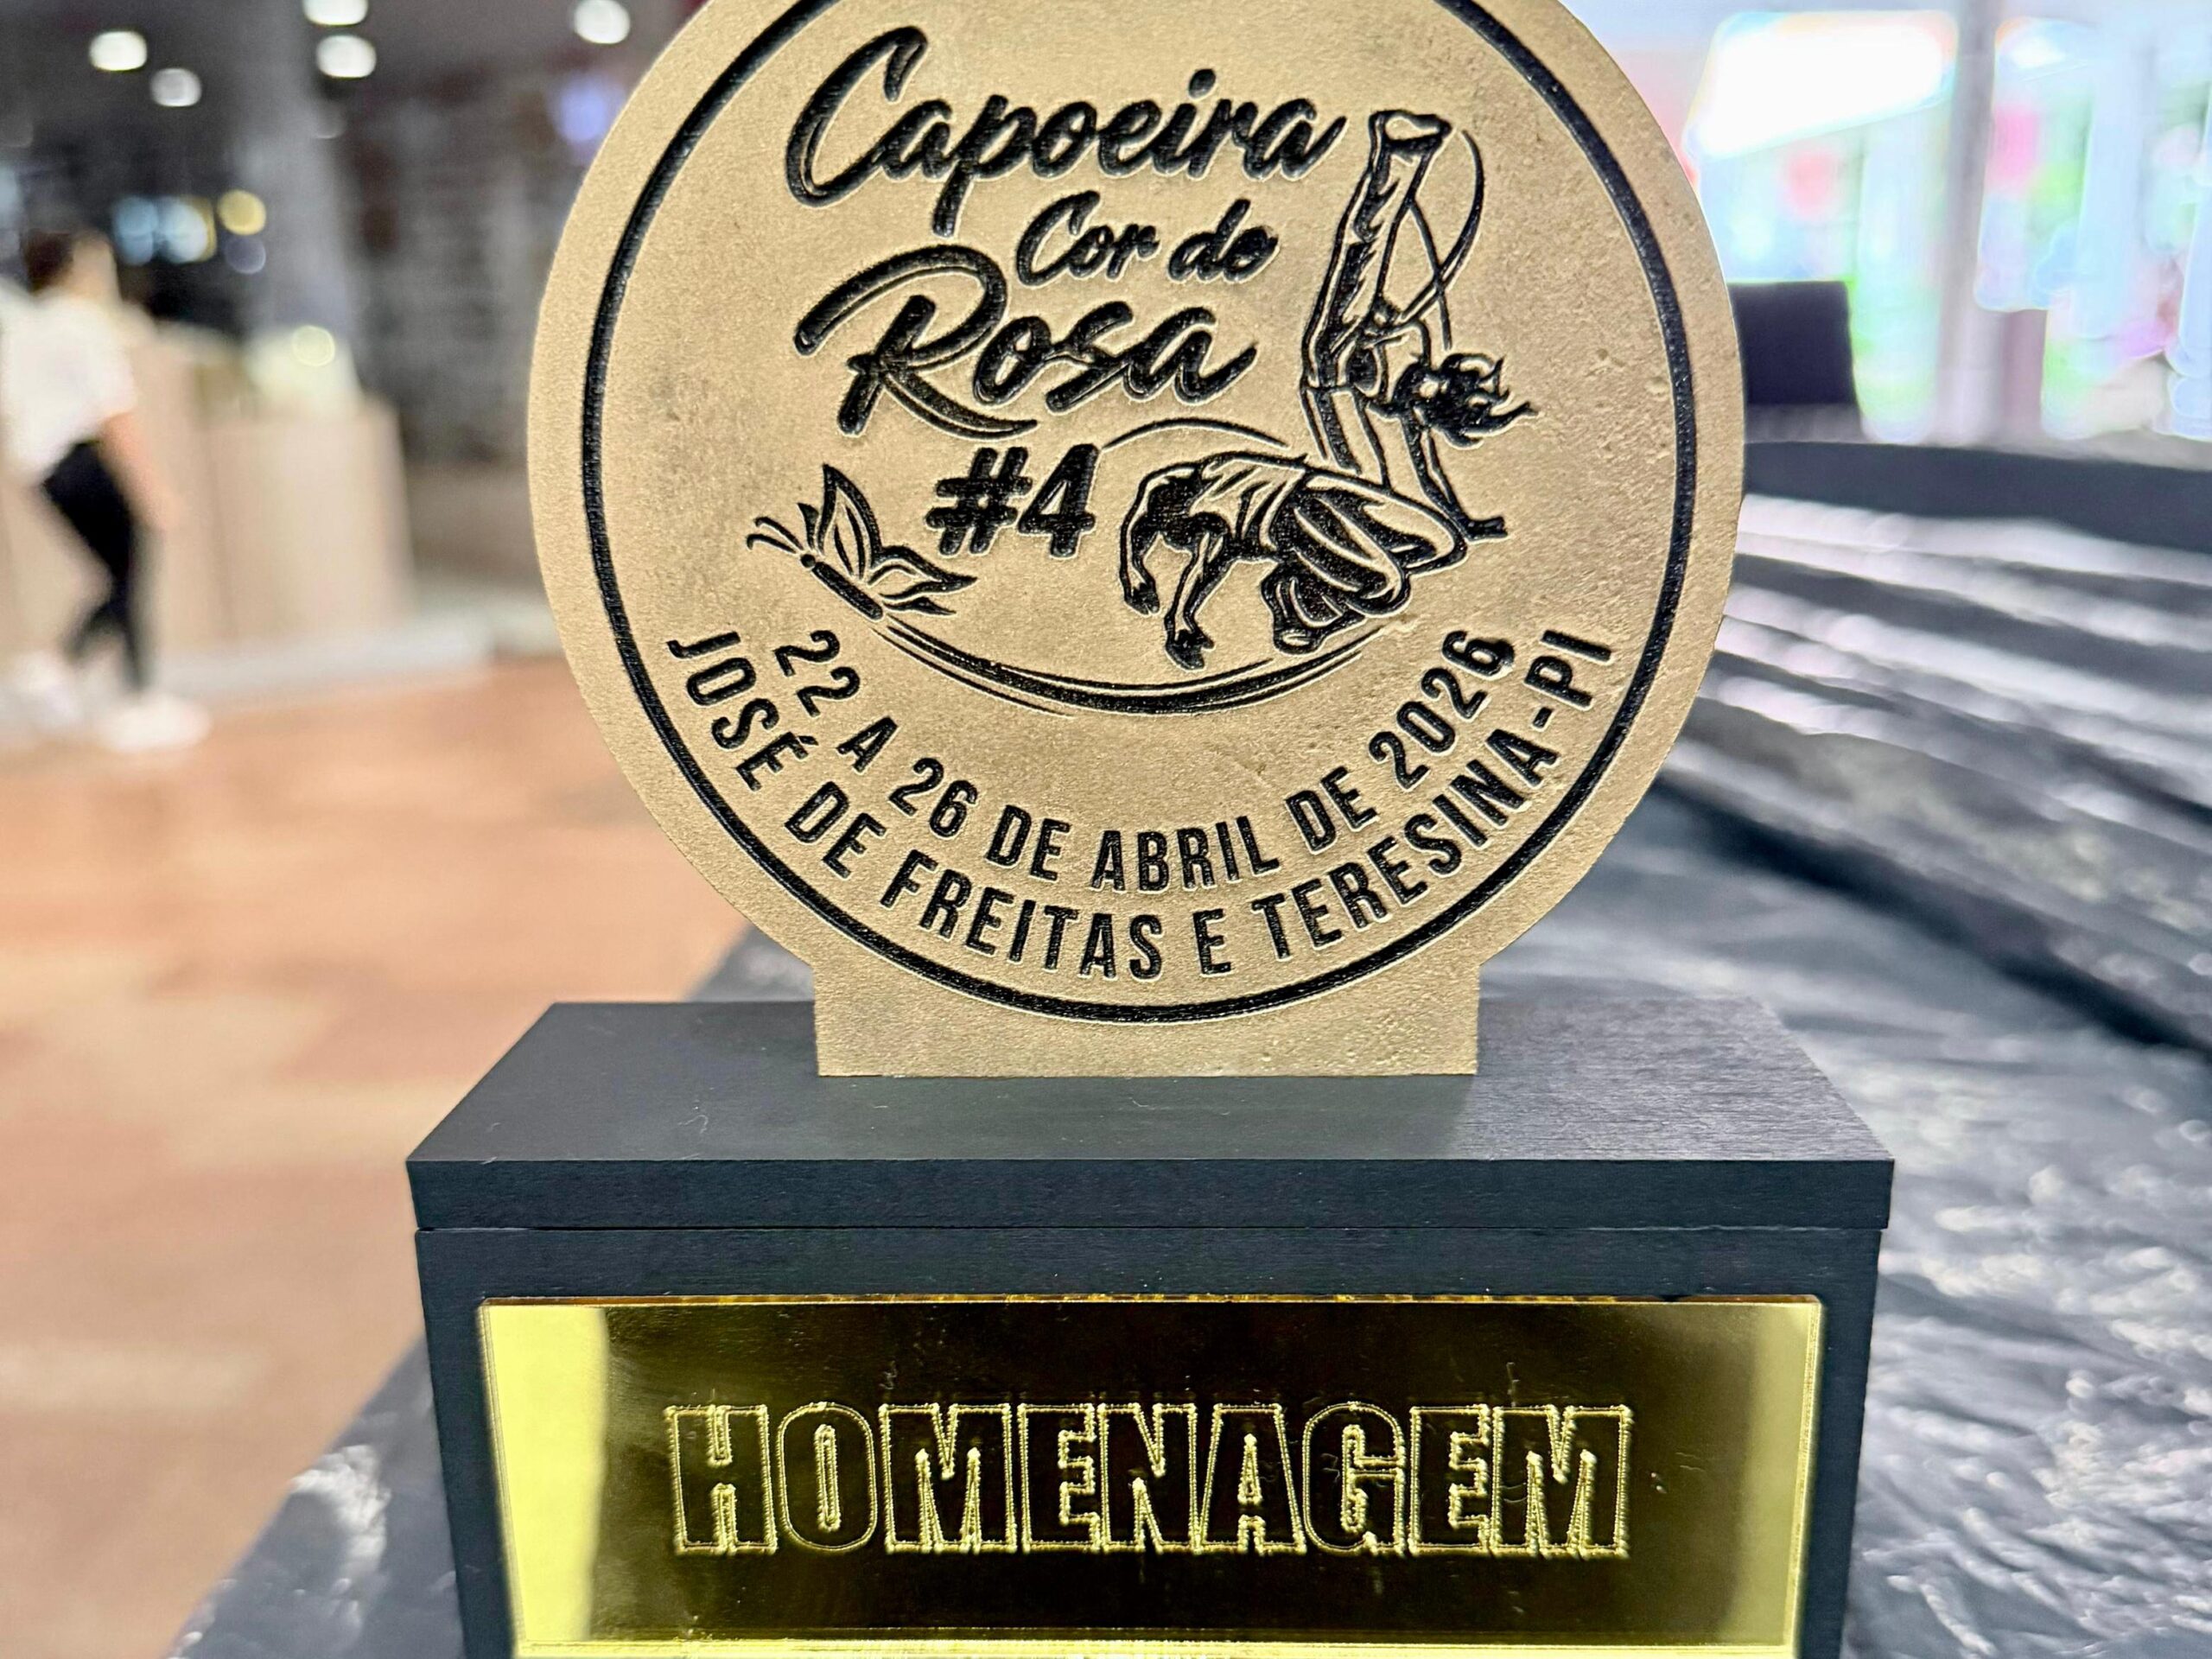 Capoeira
Cor de
Rosa
#4
22 A 26 DE ABRIL DE 2026
JOSÉ DE FREITAS E TERESINA-PI
HOMENAGEM